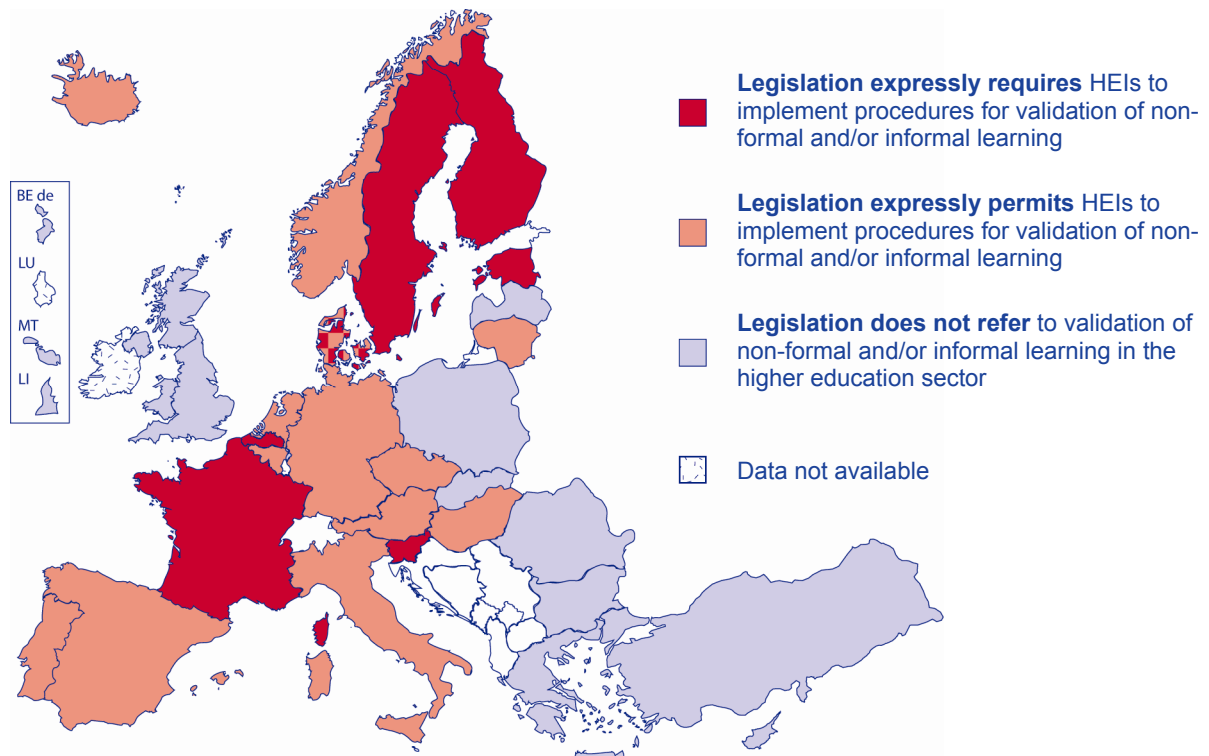 BE de
LU
MT
LI
Legislation expressly requires HEIs to
implement procedures for validation of non-
formal and/or informal learning
Legislation expressly permits HEIs to
implement procedures for validation of non-
formal and/or informal learning
Legislation does not refer to validation of
non-formal and/or informal learning in the
higher education sector
Data not available